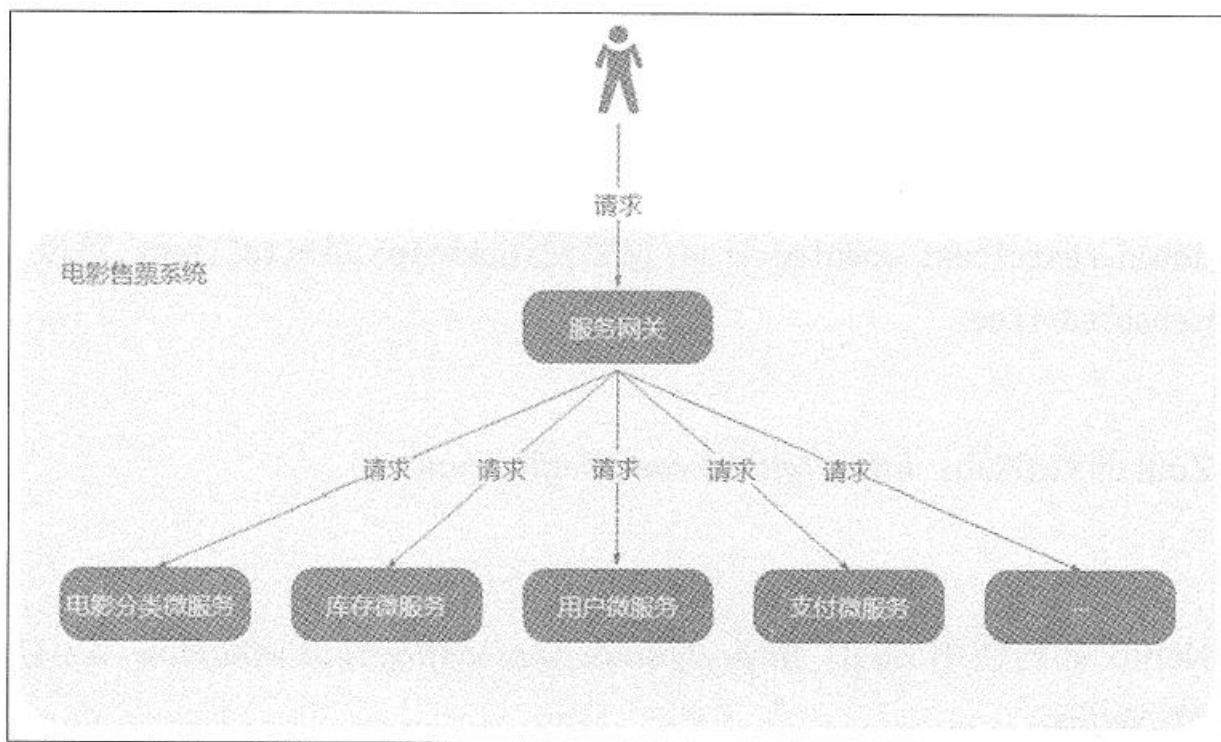 请求
电影售票系统
服务网关
请求 请求 请求 请求 请求
电影分类微服务 库存微服务 用户微服务 支付微服务 ...